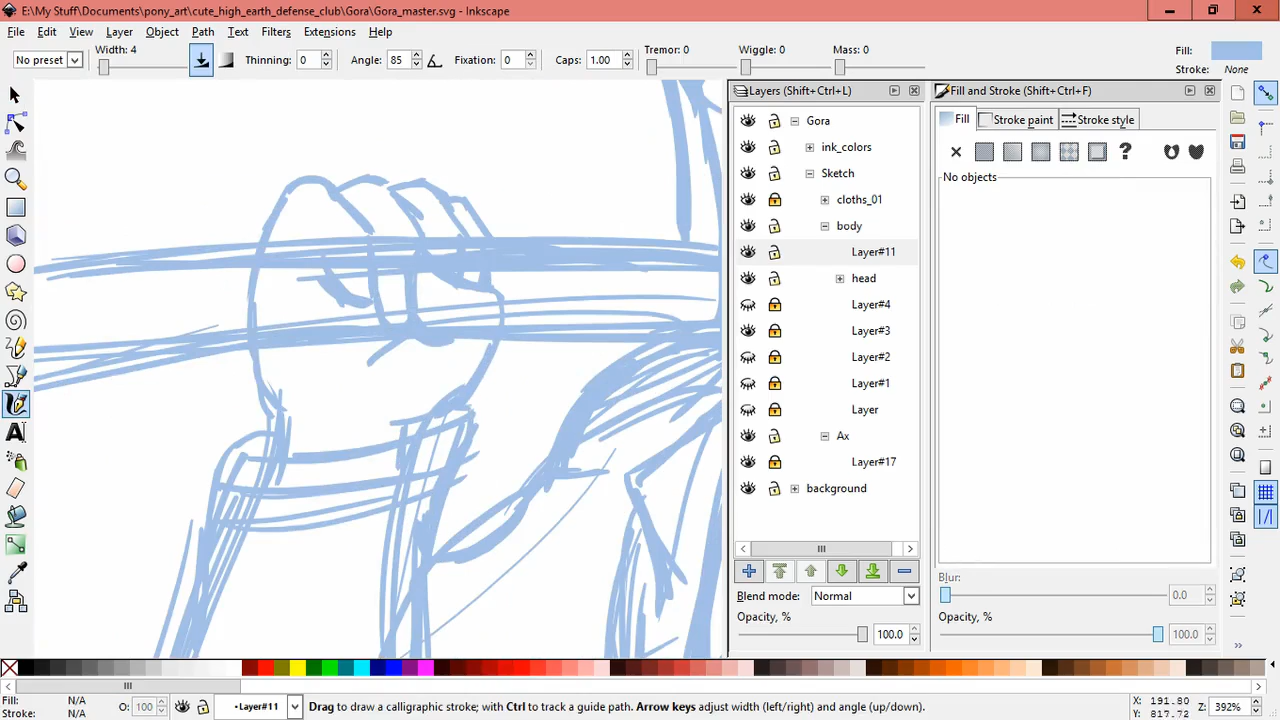 E:\My Stuff\Documents\pony_art\cute_high_earth_defense_club\Gora\Gora_master.svg - Inkscape
File Edit View Layer Object Path Text Filters Extensions Help
No preset Width: 4 Thinning: 0 Angle: 85 Fixation: 0 Caps: 1.00 Tremor: 0 Wiggle: 0 Mass: 0 Fill:
Stroke: None
Layers (Shift+Ctrl+L) Fill and Stroke (Shift+Ctrl+F)
Gora
Fill Stroke paint Stroke style
ink_colors
Sketch
No objects
cloths_01
body
Layer#11
head
Layer#4
Layer#3
Layer#2
Layer#1
Layer
Ax
Layer#17
background
Blur:
0.0
Blend mode: Normal
Opacity, % Opacity, %
100.0 100.0
Fill: N/A
Stroke: N/A
O: 100
•Layer#11
Drag to draw a calligraphic stroke; with Ctrl to track a guide path. Arrow keys adjust width (left/right) and angle (up/down).
X: 191.80
Y: 817.72
Z: 392%